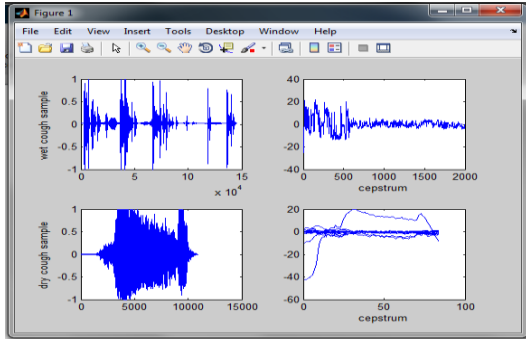 Figure 1
File Edit View Insert Tools Desktop Window Help
wet cough sample
1
0.5
0
-0.5
-1
0 5 10 15
x 10^4
40
20
0
-20
-40
0 500 1000 1500 2000
cepstrum
dry cough sample
1
0.5
0
-0.5
-1
0 5000 10000 15000
20
0
-20
-40
-60
0 50 100
cepstrum